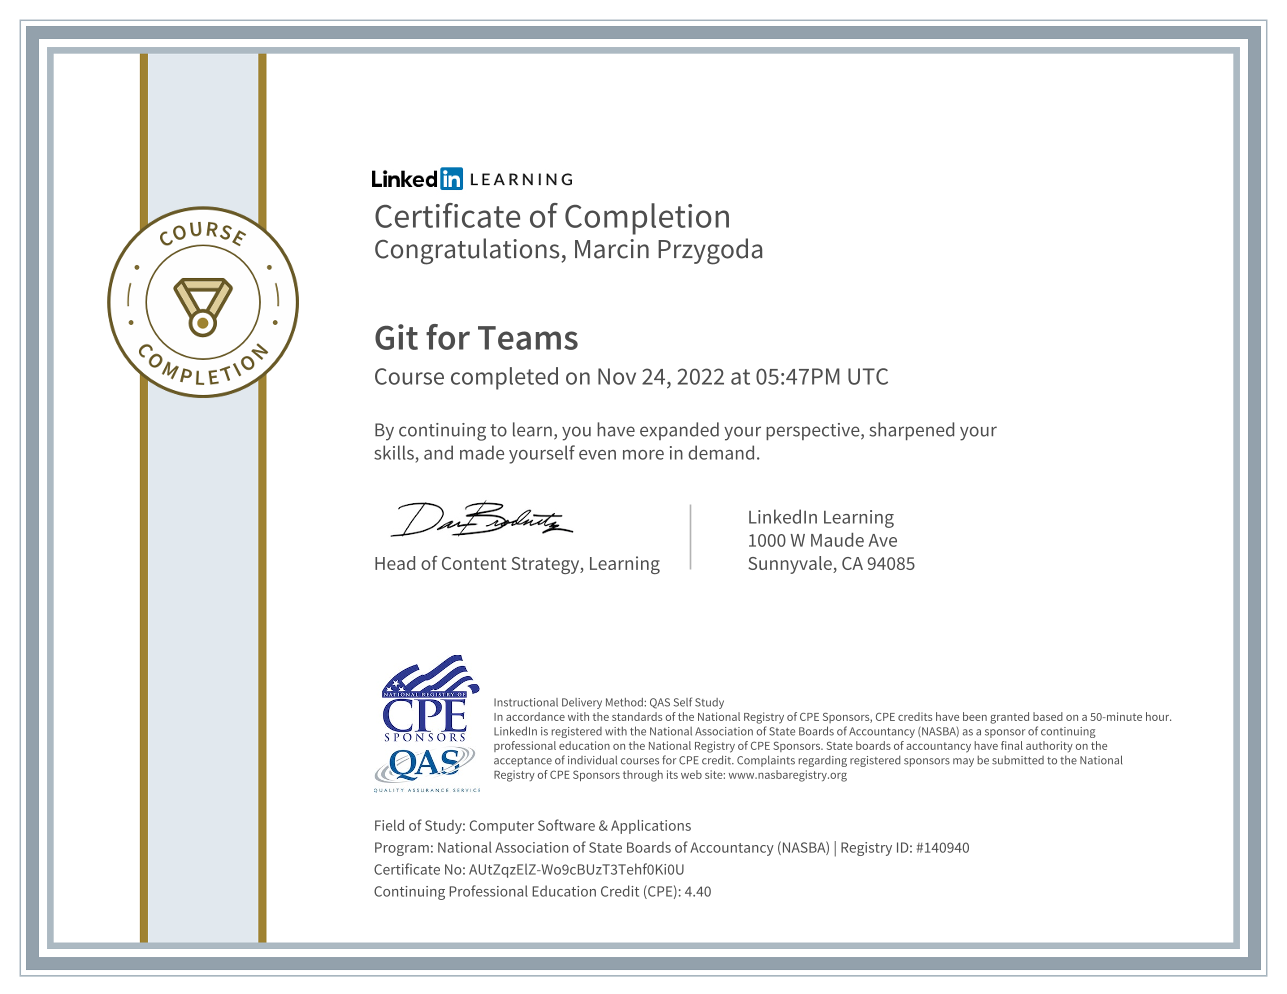 COURSE
COMPLETION
Linked in LEARNING
Certificate of Completion
Congratulations, Marcin Przygoda
Git for Teams
Course completed on Nov 24, 2022 at 05:47PM UTC
By continuing to learn, you have expanded your perspective, sharpened your
skills, and made yourself even more in demand.
Head of Content Strategy, Learning
LinkedIn Learning
1000 W Maude Ave
Sunnyvale, CA 94085
NATIONAL REGISTRY OF
CPE
SPONSORS
QAS
QUALITY ASSURANCE SERVICE
Instructional Delivery Method: QAS Self Study
In accordance with the standards of the National Registry of CPE Sponsors, CPE credits have been granted based on a 50-minute hour.
LinkedIn is registered with the National Association of State Boards of Accountancy (NASBA) as a sponsor of continuing
professional education on the National Registry of CPE Sponsors. State boards of accountancy have final authority on the
acceptance of individual courses for CPE credit. Complaints regarding registered sponsors may be submitted to the National
Registry of CPE Sponsors through its web site: www.nasbaregistry.org
Field of Study: Computer Software & Applications
Program: National Association of State Boards of Accountancy (NASBA) | Registry ID: #140940
Certificate No: AUtZqzElZ-Wo9cBUzT3Tehf0Ki0U
Continuing Professional Education Credit (CPE): 4.40